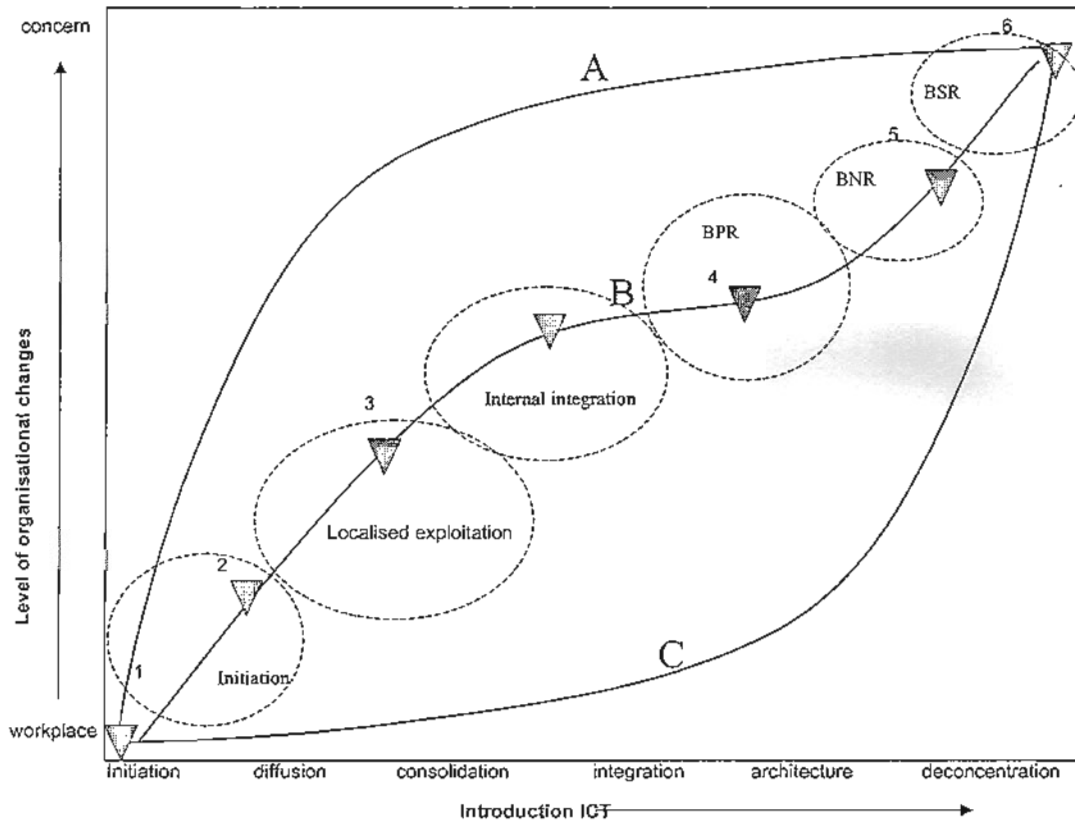 concern
6
A
BSR
5
BNR
BPR
4
B
Level of organisational changes
3
Internal integration
Localised exploitation
2
C
1
Initiation
workplace
Initiation
diffusion
consolidation
integration
architecture
deconcentration
Introduction ICT